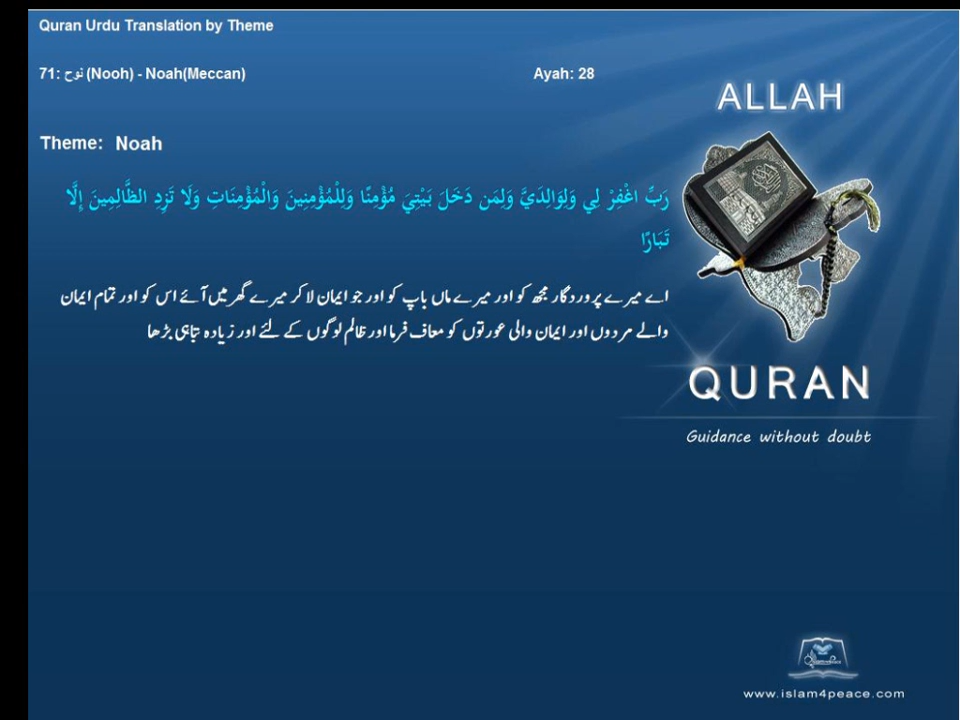 Quran Urdu Translation by Theme
71: نوح (Nooh) - Noah(Meccan) Ayah: 28
ALLAH
Theme: Noah
رَبِّ اغْفِرْ لِي وَلِوَالِدَيَّ وَلِمَن دَخَلَ بَيْتِيَ مُؤْمِنًا وَلِلْمُؤْمِنِينَ وَالْمُؤْمِنَاتِ وَلَا تَزِدِ الظَّالِمِينَ إِلَّا
تَبَارًا
اے میرے پروردگار مجھ کو اور میرے ماں باپ کو اور جو ایمان لا کر میرے گھر میں آئے اس کو اور تمام ایمان
والے مردوں اور ایمان والی عورتوں کو معاف فرما اور ظالم لوگوں کے لئے اور زیادہ تباہی بڑھا
QURAN
Guidance without doubt
www.islam4peace.com